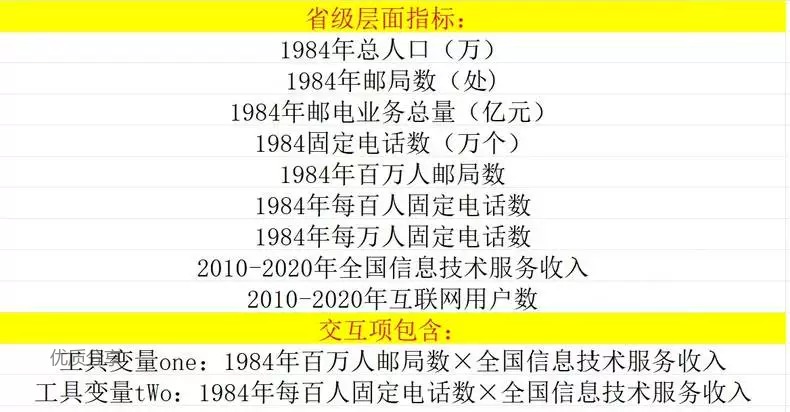 省级层面指标:
1984年总人口（万）
1984年邮局数（处)
1984年邮电业务总量（亿元）
1984固定电话数（万个）
1984年百万人邮局数
1984年每百人固定电话数
1984年每万人固定电话数
2010-2020年全国信息技术服务收入
2010-2020年互联网用户数
交互项包含:
工具变量one: 1984年百万人邮局数×全国信息技术服务收入
工具变量tWo: 1984年每百人固定电话数×全国信息技术服务收入
优质